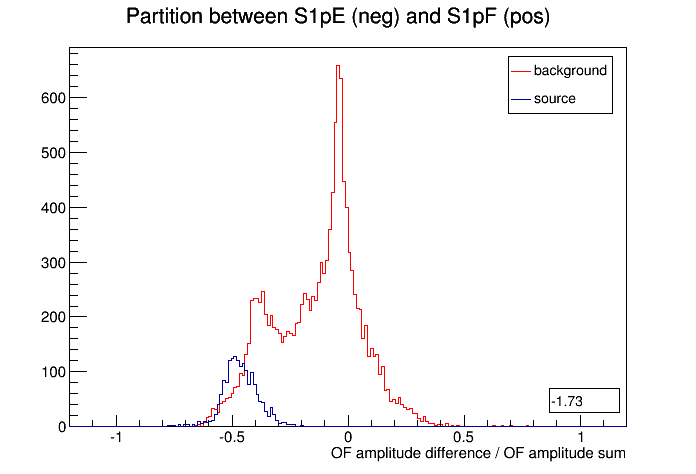 Partition between S1pE (neg) and S1pF (pos)
background
source
600
500
400
300
200
100
0
-1.73
-1 -0.5 0 0.5 1
OF amplitude difference / OF amplitude sum